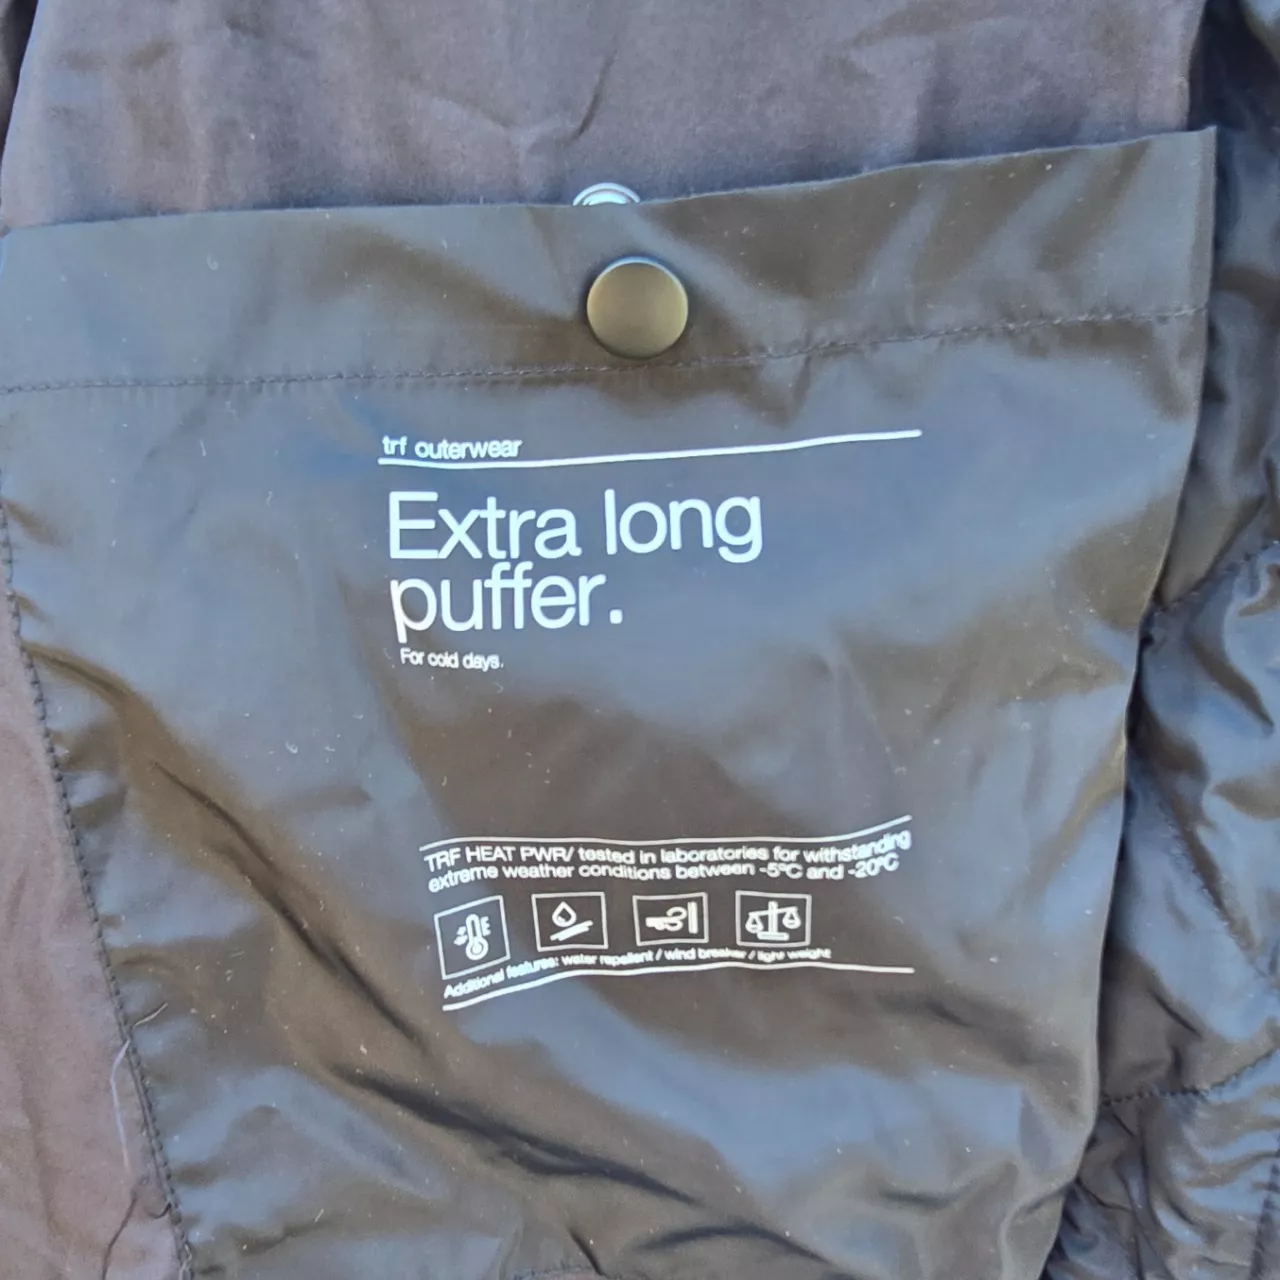 trf outerwear
Extra long
puffer.
For cold days.
TRF HEAT PWR/ tested in laboratories for withstanding
extreme weather conditions between -5ºC and -20ºC
Additional features: water repellent / wind breaker / light weight